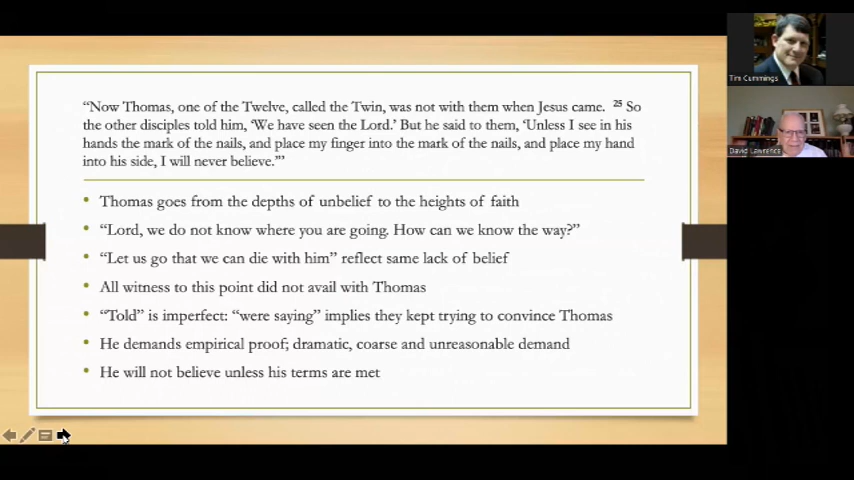 “Now Thomas, one of the Twelve, called the Twin, was not with them when Jesus came. 25 So
the other disciples told him, ‘We have seen the Lord.’ But he said to them, ‘Unless I see in his
hands the mark of the nails, and place my finger into the mark of the nails, and place my hand
into his side, I will never believe.’”
• Thomas goes from the depths of unbelief to the heights of faith
• “Lord, we do not know where you are going. How can we know the way?”
• “Let us go that we can die with him” reflect same lack of belief
• All witness to this point did not avail with Thomas
• “Told” is imperfect: “were saying” implies they kept trying to convince Thomas
• He demands empirical proof; dramatic, coarse and unreasonable demand
• He will not believe unless his terms are met
Tim Cummings
David Lawrence